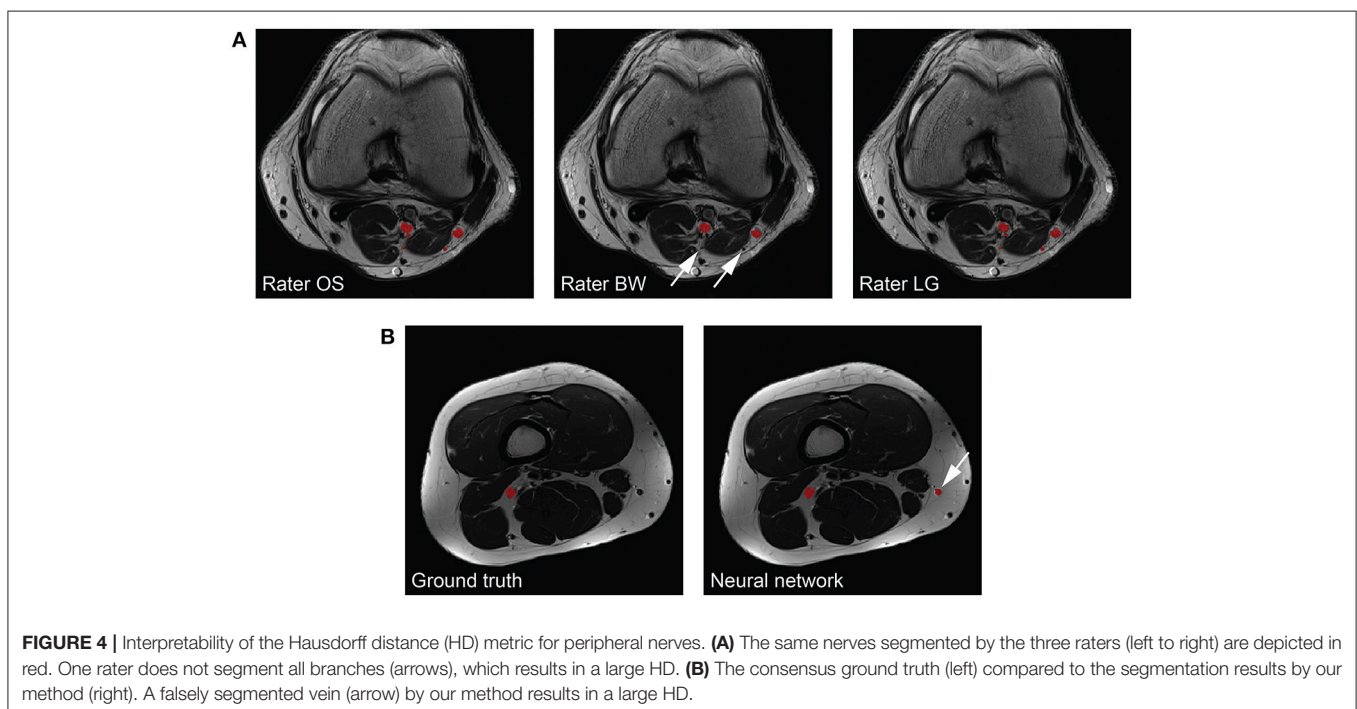 A
Rater OS
Rater BW
Rater LG
B
Ground truth
Neural network
FIGURE 4 | Interpretability of the Hausdorff distance (HD) metric for peripheral nerves. (A) The same nerves segmented by the three raters (left to right) are depicted in
red. One rater does not segment all branches (arrows), which results in a large HD. (B) The consensus ground truth (left) compared to the segmentation results by our
method (right). A falsely segmented vein (arrow) by our method results in a large HD.